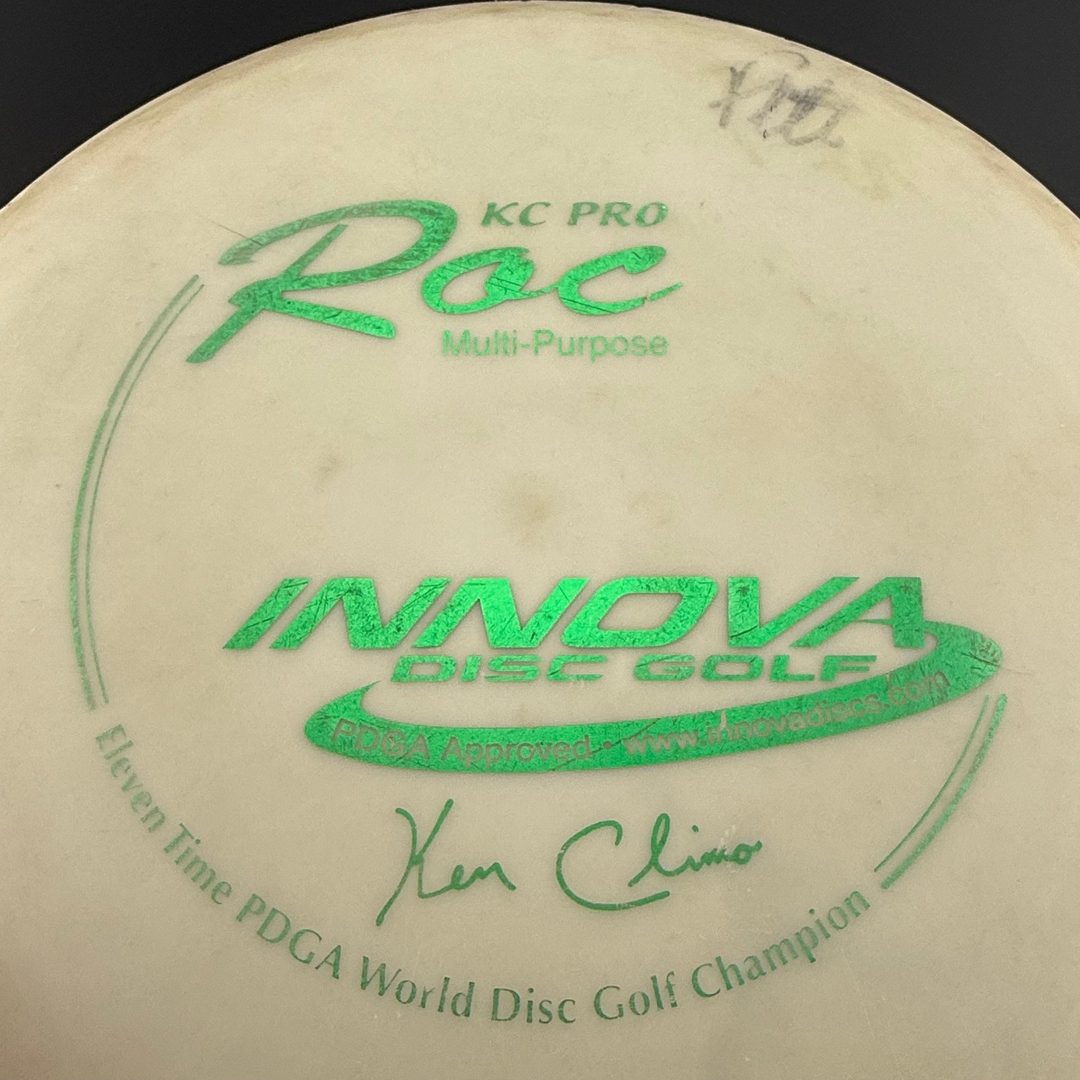 KC PRO
Roc
Multi-Purpose
INNOVA
DISC GOLF
PDGA Approved • www.innovadiscs.com
Ken Climo
Eleven Time PDGA World Disc Golf Champion